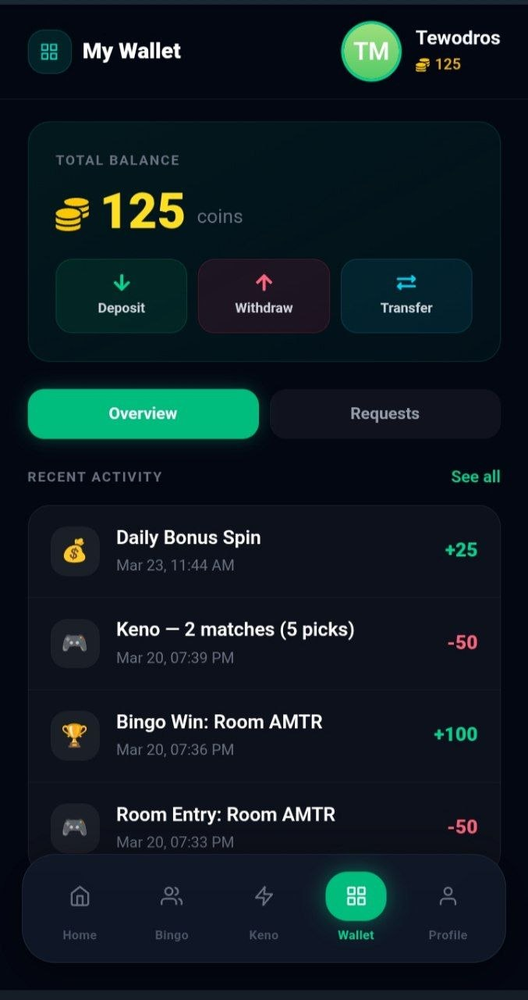 My Wallet
TM
Tewodros
125
TOTAL BALANCE
125 coins
Deposit
Withdraw
Transfer
Overview
Requests
RECENT ACTIVITY
See all
Daily Bonus Spin
+25
Mar 23, 11:44 AM
Keno — 2 matches (5 picks)
-50
Mar 20, 07:39 PM
Bingo Win: Room AMTR
+100
Mar 20, 07:36 PM
Room Entry: Room AMTR
-50
Mar 20, 07:33 PM
Home
Bingo
Keno
Wallet
Profile